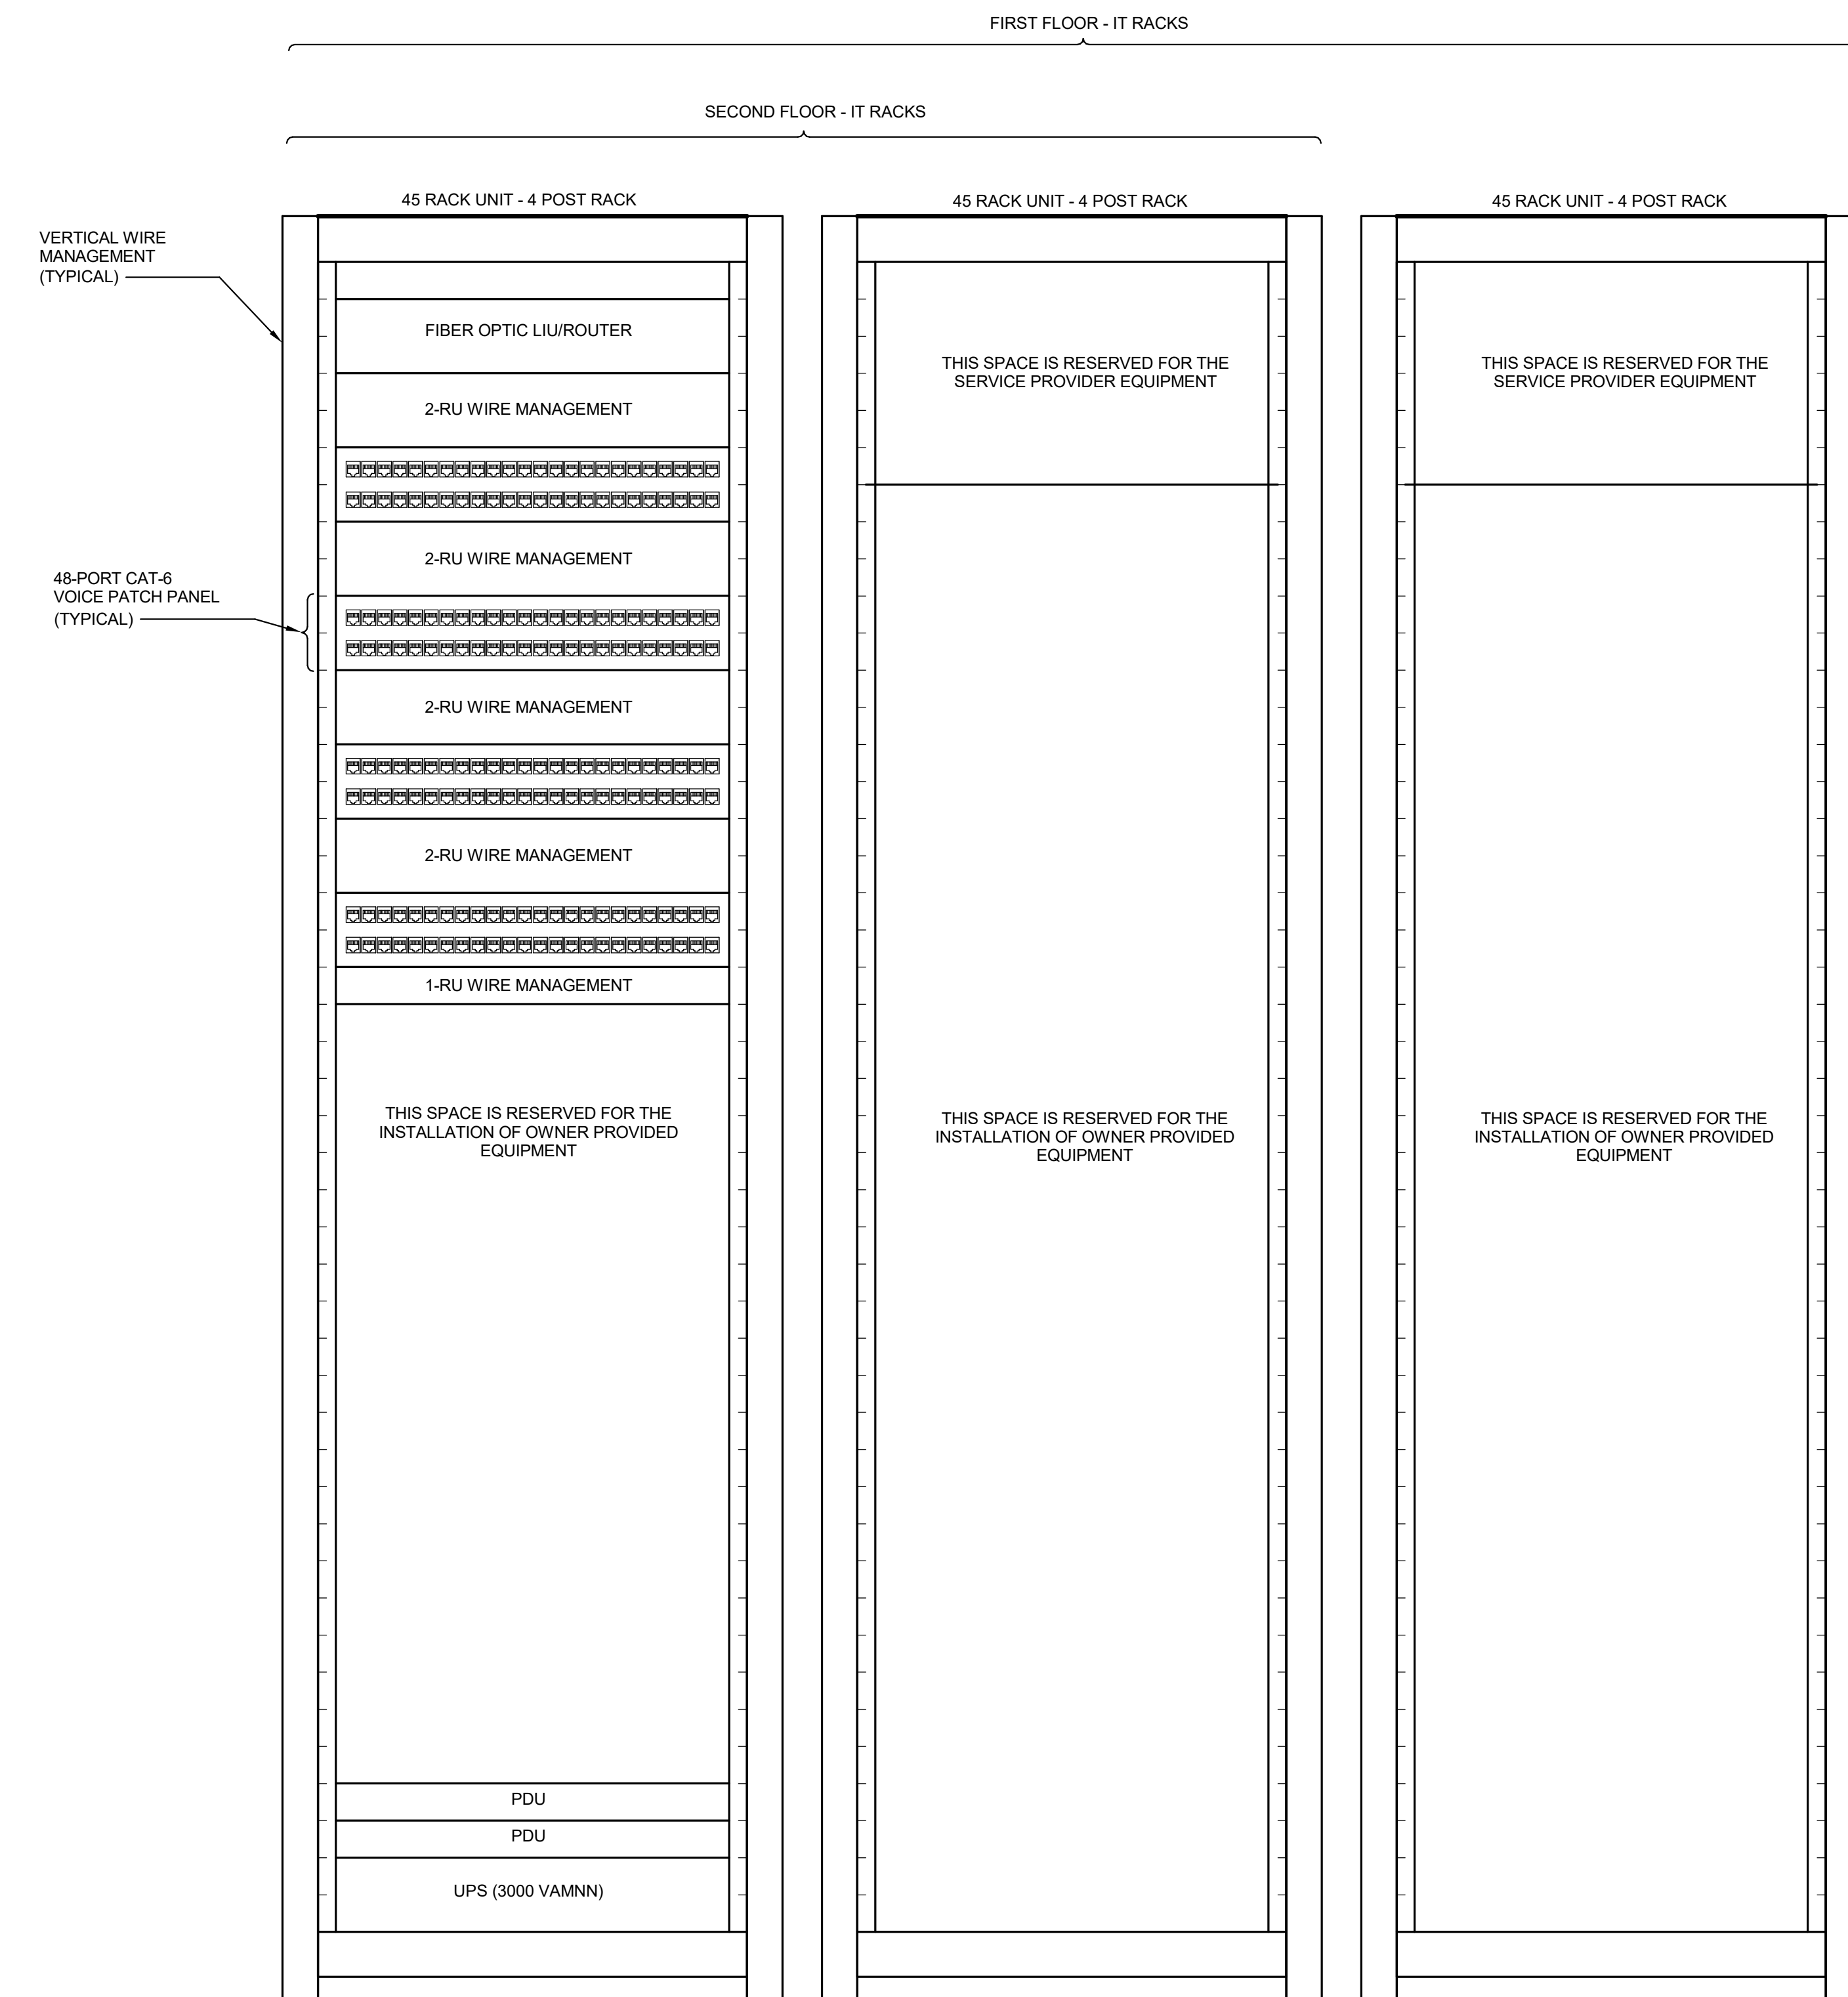 FIRST FLOOR - IT RACKS
SECOND FLOOR - IT RACKS
45 RACK UNIT - 4 POST RACK
45 RACK UNIT - 4 POST RACK
45 RACK UNIT - 4 POST RACK
VERTICAL WIRE
MANAGEMENT
(TYPICAL)
FIBER OPTIC LIU/ROUTER
2-RU WIRE MANAGEMENT
2-RU WIRE MANAGEMENT
48-PORT CAT-6
VOICE PATCH PANEL
(TYPICAL)
2-RU WIRE MANAGEMENT
2-RU WIRE MANAGEMENT
1-RU WIRE MANAGEMENT
THIS SPACE IS RESERVED FOR THE
INSTALLATION OF OWNER PROVIDED
EQUIPMENT
PDU
PDU
UPS (3000 VAMNN)
THIS SPACE IS RESERVED FOR THE
SERVICE PROVIDER EQUIPMENT
THIS SPACE IS RESERVED FOR THE
INSTALLATION OF OWNER PROVIDED
EQUIPMENT
THIS SPACE IS RESERVED FOR THE
SERVICE PROVIDER EQUIPMENT
THIS SPACE IS RESERVED FOR THE
INSTALLATION OF OWNER PROVIDED
EQUIPMENT